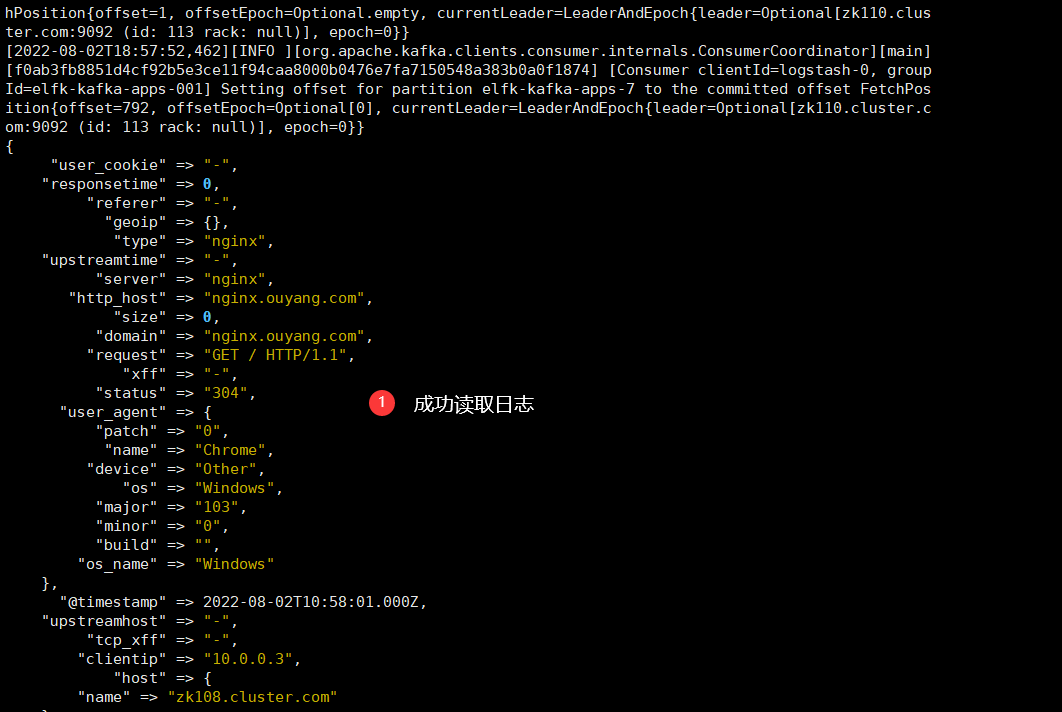 hPosition{offset=1, offsetEpoch=Optional.empty, currentLeader=LeaderAndEpoch{leader=Optional[zk110.clus
ter.com:9092 (id: 113 rack: null)], epoch=0}}
[2022-08-02T18:57:52,462][INFO ][org.apache.kafka.clients.consumer.internals.ConsumerCoordinator][main]
[f0ab3fb8851d4cf92b5e3ce11f94caa8000b0476e7fa7150548a383b0a0f1874] [Consumer clientId=logstash-0, group
Id=elfk-kafka-apps-001] Setting offset for partition elfk-kafka-apps-7 to the committed offset FetchPos
ition{offset=792, offsetEpoch=Optional[0], currentLeader=LeaderAndEpoch{leader=Optional[zk110.cluster.c
om:9092 (id: 113 rack: null)], epoch=0}}
{
"user_cookie" => "-",
"responsetime" => 0,
"referer" => "-",
"geoip" => {},
"type" => "nginx",
"upstreamtime" => "-",
"server" => "nginx",
"http_host" => "nginx.ouyang.com",
"size" => 0,
"domain" => "nginx.ouyang.com",
"request" => "GET / HTTP/1.1",
"xff" => "-",
"status" => "304",
1 成功读取日志
"user_agent" => {
"patch" => "0",
"name" => "Chrome",
"device" => "Other",
"os" => "Windows",
"major" => "103",
"minor" => "0",
"build" => "",
"os_name" => "Windows"
},
"@timestamp" => 2022-08-02T10:58:01.000Z,
"upstreamhost" => "-",
"tcp_xff" => "-",
"clientip" => "10.0.0.3",
"host" => {
"name" => "zk108.cluster.com"